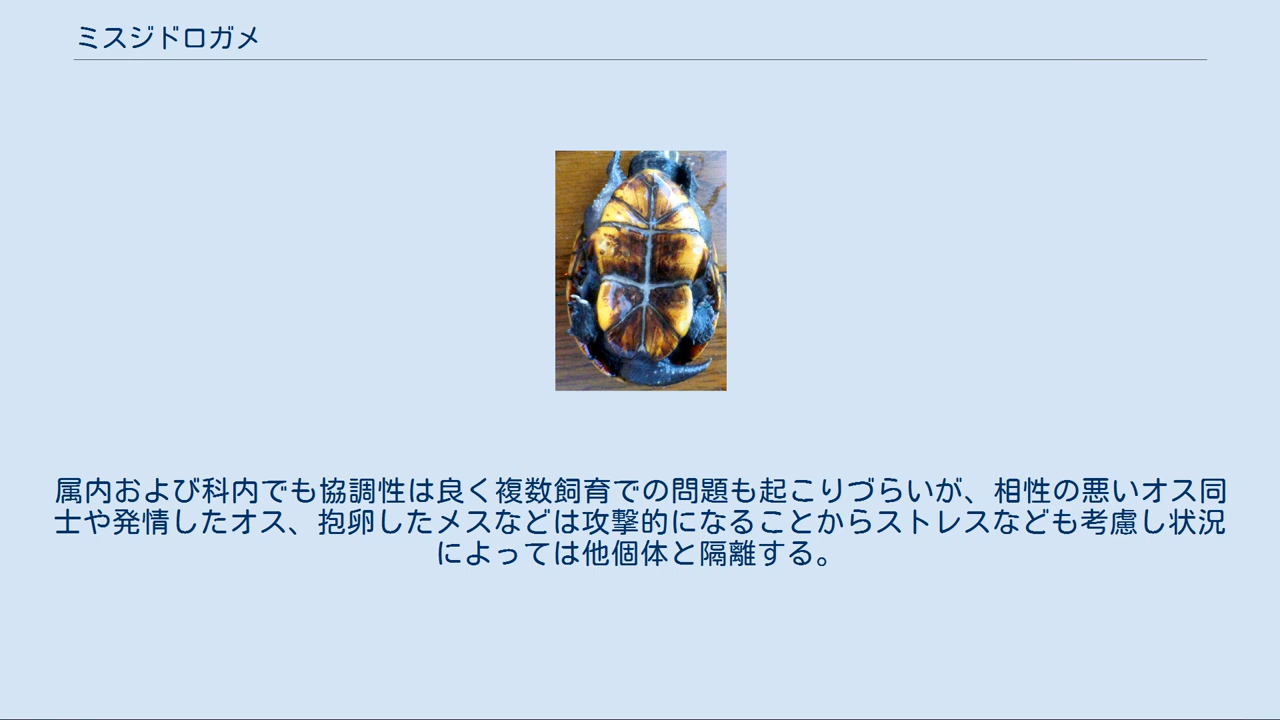 ミスジドロガメ
属内および科内でも協調性は良く複数飼育での問題も起こりづらいが、相性の悪いオス同
士や発情したオス、抱卵したメスなどは攻撃的になることからストレスなども考慮し状況
によっては他個体と隔離する。